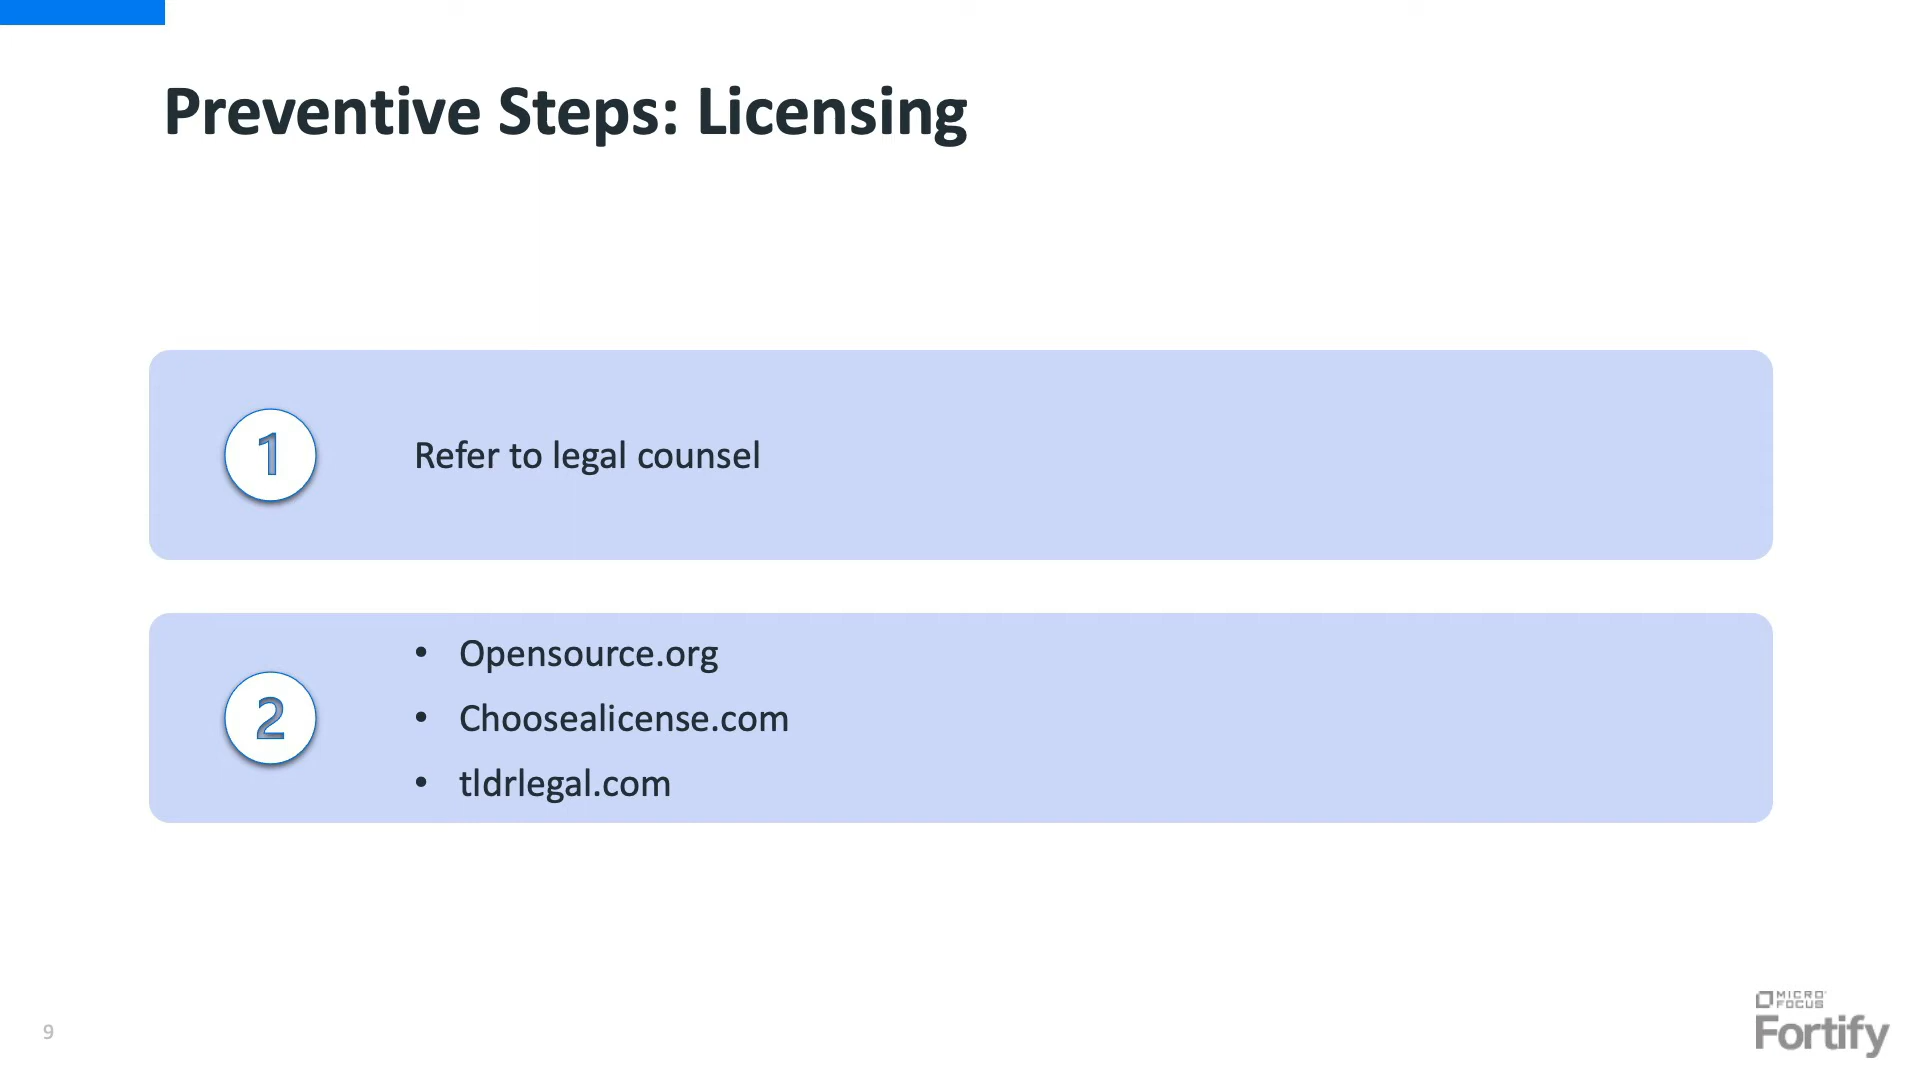 Preventive Steps: Licensing
1
Refer to legal counsel
2
• Opensource.org
• Choosealicense.com
• tldrlegal.com
9
MICRO
FOCUS
Fortify